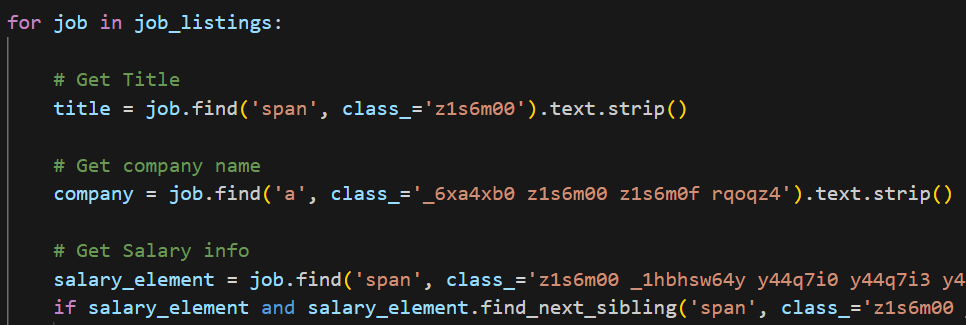 for job in job_listings:
# Get Title
title = job.find('span', class_='z1s6m00').text.strip()
# Get company name
company = job.find('a', class_='_6xa4xb0 z1s6m00 z1s6m0f rqoqz4').text.strip()
# Get Salary info
salary_element = job.find('span', class_='z1s6m00 _1hbhsw64y y44q7i0 y44q7i3 y4
if salary_element and salary_element.find_next_sibling('span', class_='z1s6m00 _